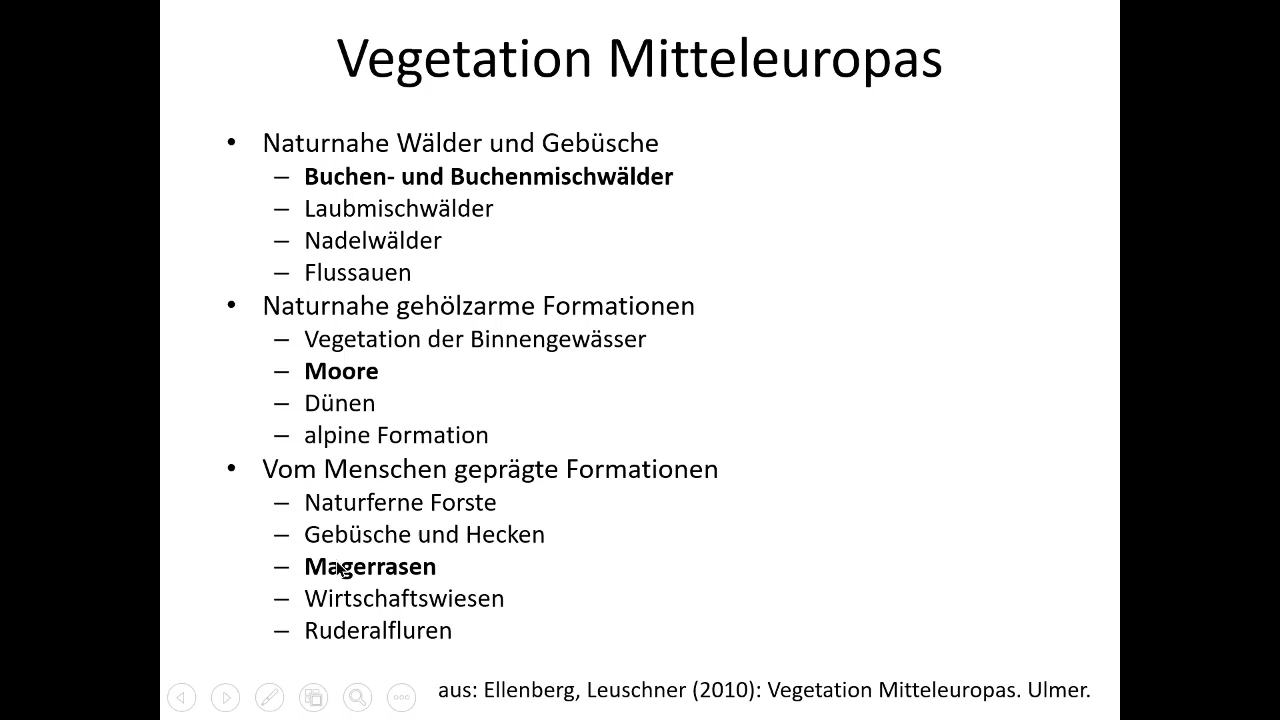 Vegetation Mitteleuropas
• Naturnahe Wälder und Gebüsche
– Buchen- und Buchenmischwälder
– Laubmischwälder
– Nadelwälder
– Flussauen
• Naturnahe gehölzarme Formationen
– Vegetation der Binnengewässer
– Moore
– Dünen
– alpine Formation
• Vom Menschen geprägte Formationen
– Naturferne Forste
– Gebüsche und Hecken
– Magerrasen
– Wirtschaftswiesen
– Ruderalfluren
aus: Ellenberg, Leuschner (2010): Vegetation Mitteleuropas. Ulmer.